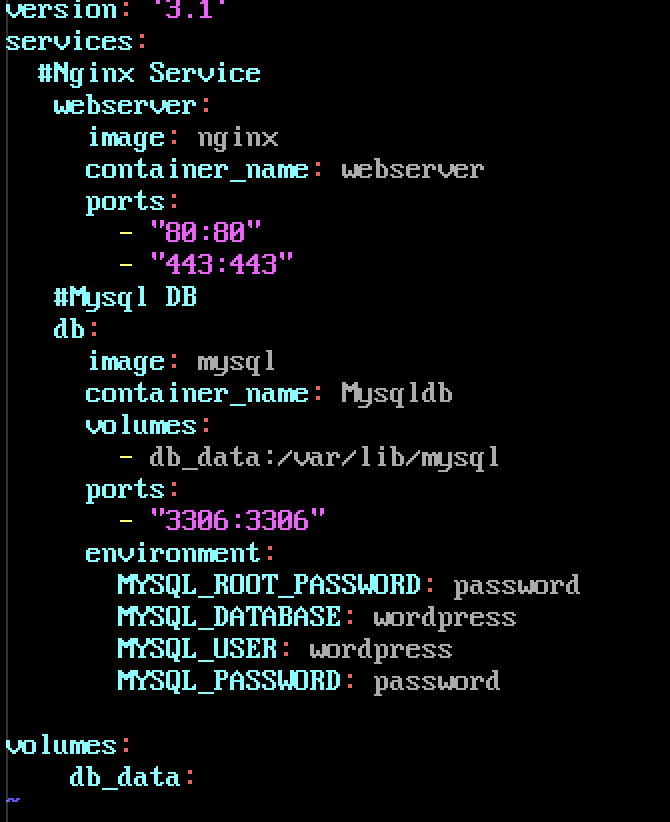 version: '3.1'
services:
  #Nginx Service
   webserver:
     image: nginx
     container_name: webserver
     ports:
       - "80:80"
       - "443:443"
   #Mysql DB
   db:
     image: mysql
     container_name: Mysqldb
     volumes:
       - db_data:/var/lib/mysql
     ports:
       - "3306:3306"
     environment:
       MYSQL_ROOT_PASSWORD: password
       MYSQL_DATABASE: wordpress
       MYSQL_USER: wordpress
       MYSQL_PASSWORD: password

volumes:
    db_data:
~